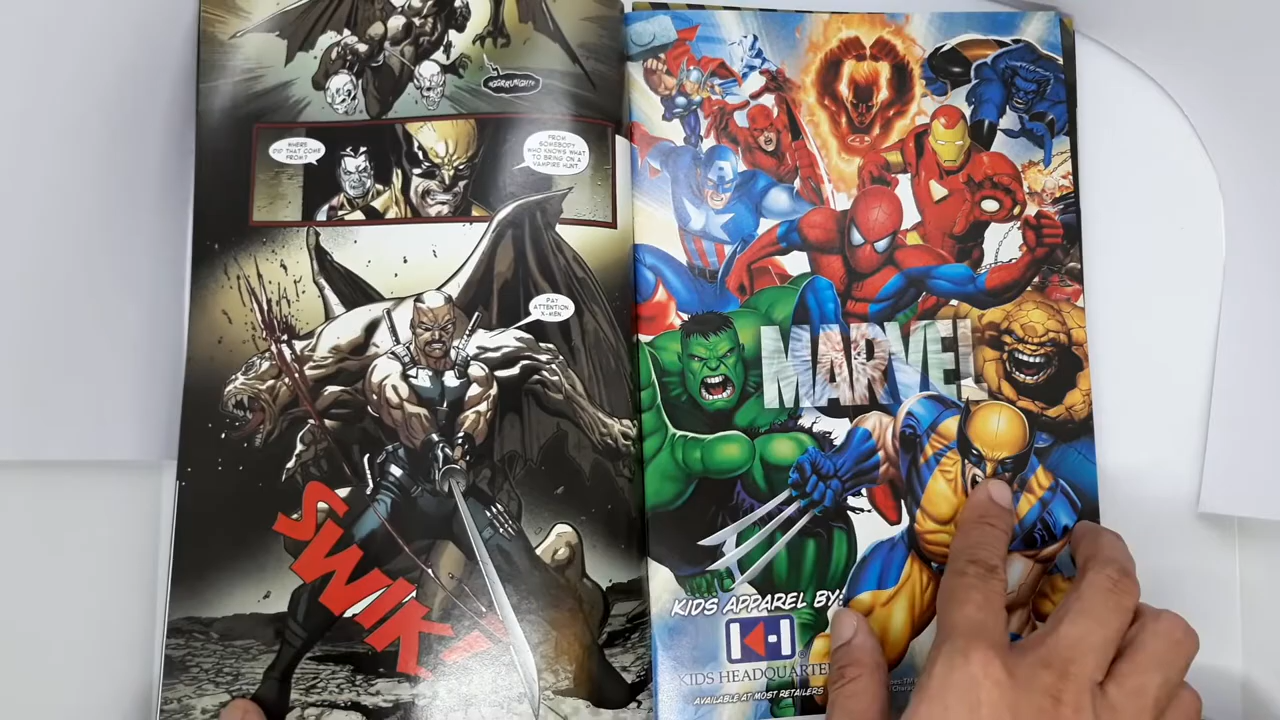 WHERE
DID THAT COME
FROM?
FROM
SOMEBODY
WHO KNOWS WHAT
TO BRING ON A
VAMPIRE HUNT.
PAY
ATTENTION
X-MEN.
SWIK
4
MARVEL
KIDS APPAREL BY:
KIDS HEADQUARTE
AVAILABLE AT MOST RETAILERS